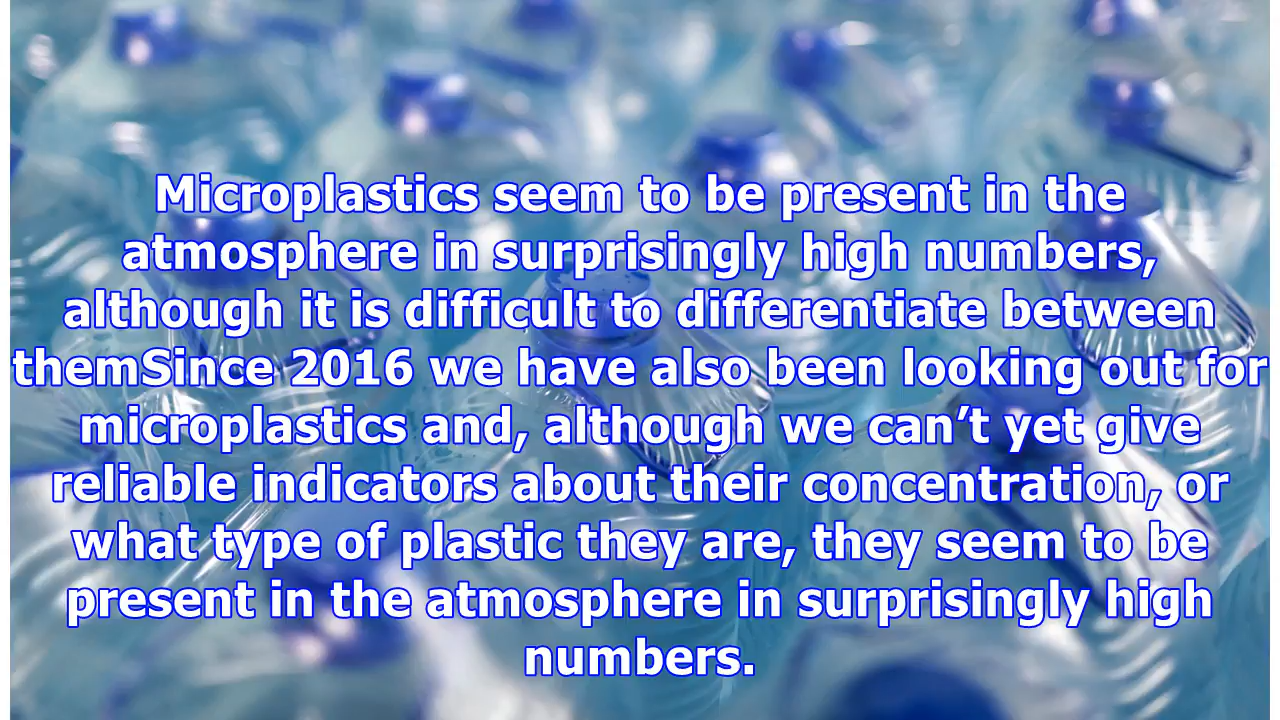 Microplastics seem to be present in the
atmosphere in surprisingly high numbers,
although it is difficult to differentiate between
themSince 2016 we have also been looking out for
microplastics and, although we can’t yet give
reliable indicators about their concentration, or
what type of plastic they are, they seem to be
present in the atmosphere in surprisingly high
numbers.